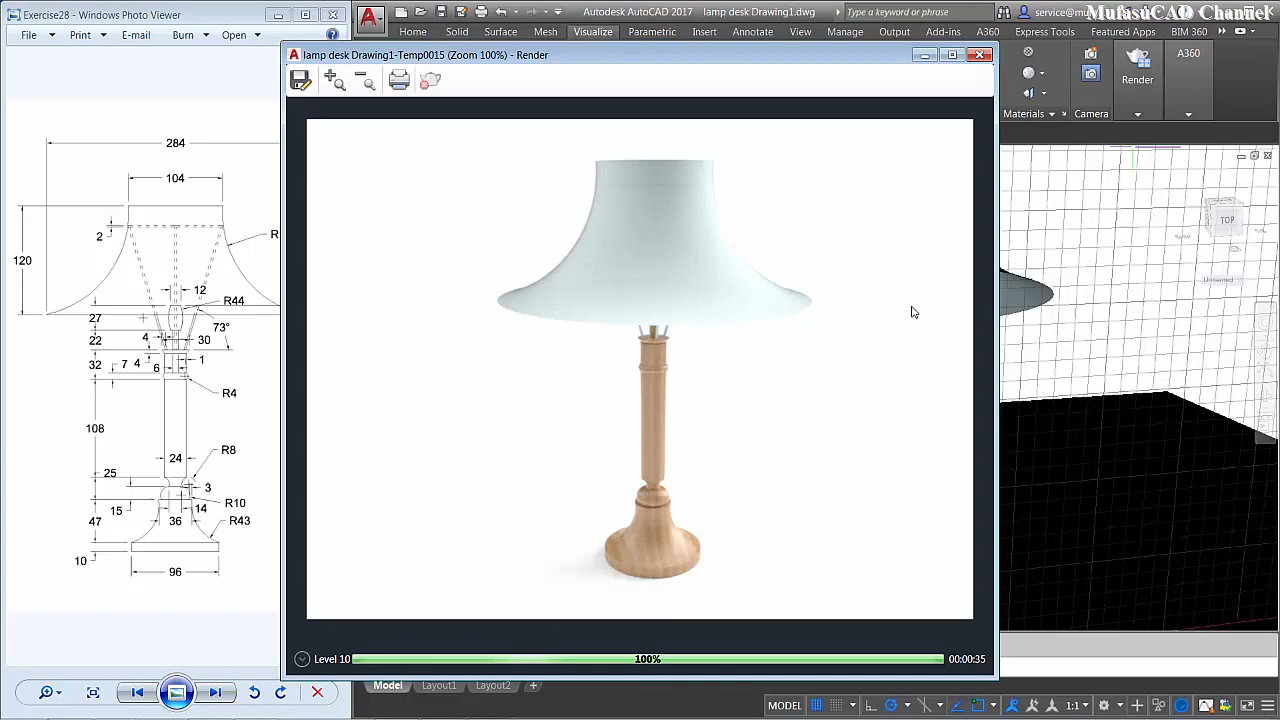 Exercise28 - Windows Photo Viewer
File Print E-mail Burn Open
284
104
2
120
R
12
R44
27
73°
4
22
30
32
7 4
1
6
R4
108
24
R8
25
3
R10
15
14
47
36
R43
10
96
Autodesk AutoCAD 2017 lamp desk Drawing1.dwg
Type a keyword or phrase
MufasuCAD Channel
Home Solid Surface Mesh Visualize Parametric Insert Annotate View Manage Output Add-ins A360 Express Tools Featured Apps BIM 360
lamp desk Drawing1-Temp0015 (Zoom 100%) - Render
Render
A360
Materials
Camera
TOP
Unnamed
Level 10
100%
00:00:35
Model Layout1 Layout2 +
MODEL
1:1